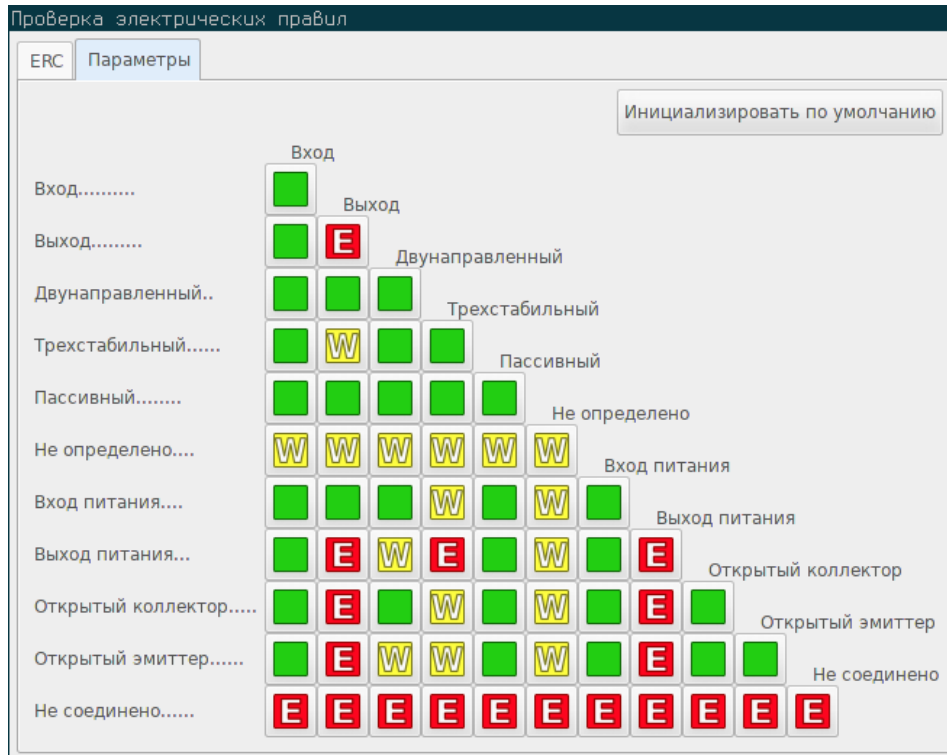 Проверка электрических правил
ERC Параметры
Инициализировать по умолчанию
Вход
Вход..........
Выход
Выход.........
E
Двунаправленный
Двунаправленный..
Трехстабильный
Трехстабильный......
W
Пассивный
Пассивный........
Не определено
Не определено....
W W W W W W
Вход питания
Вход питания....
W W
Выход питания
Выход питания...
E W E W E
Открытый коллектор
Открытый коллектор.....
E W W E
Открытый эмиттер
Открытый эмиттер......
E W W W E
Не соединено
Не соединено......
E E E E E E E E E E E